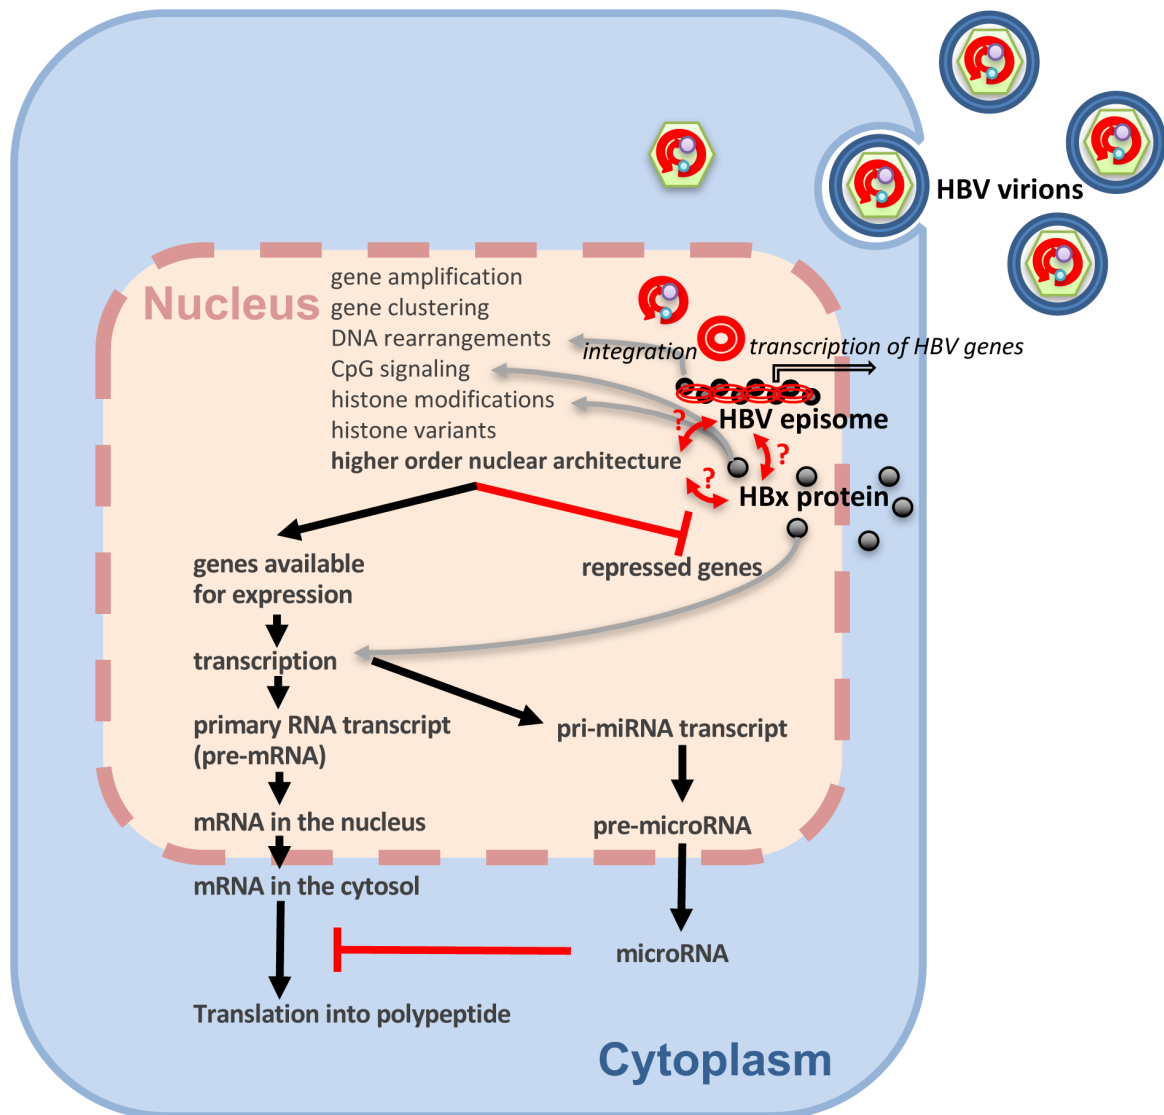 HBV virions
Nucleus
gene amplification
gene clustering
DNA rearrangements
CpG signaling
histone modifications
histone variants
higher order nuclear architecture
integration
transcription of HBV genes
HBV episome
?
?
?
HBx protein
genes available
for expression
repressed genes
transcription
primary RNA transcript
(pre-mRNA)
pri-miRNA transcript
mRNA in the nucleus
pre-microRNA
mRNA in the cytosol
microRNA
Translation into polypeptide
Cytoplasm